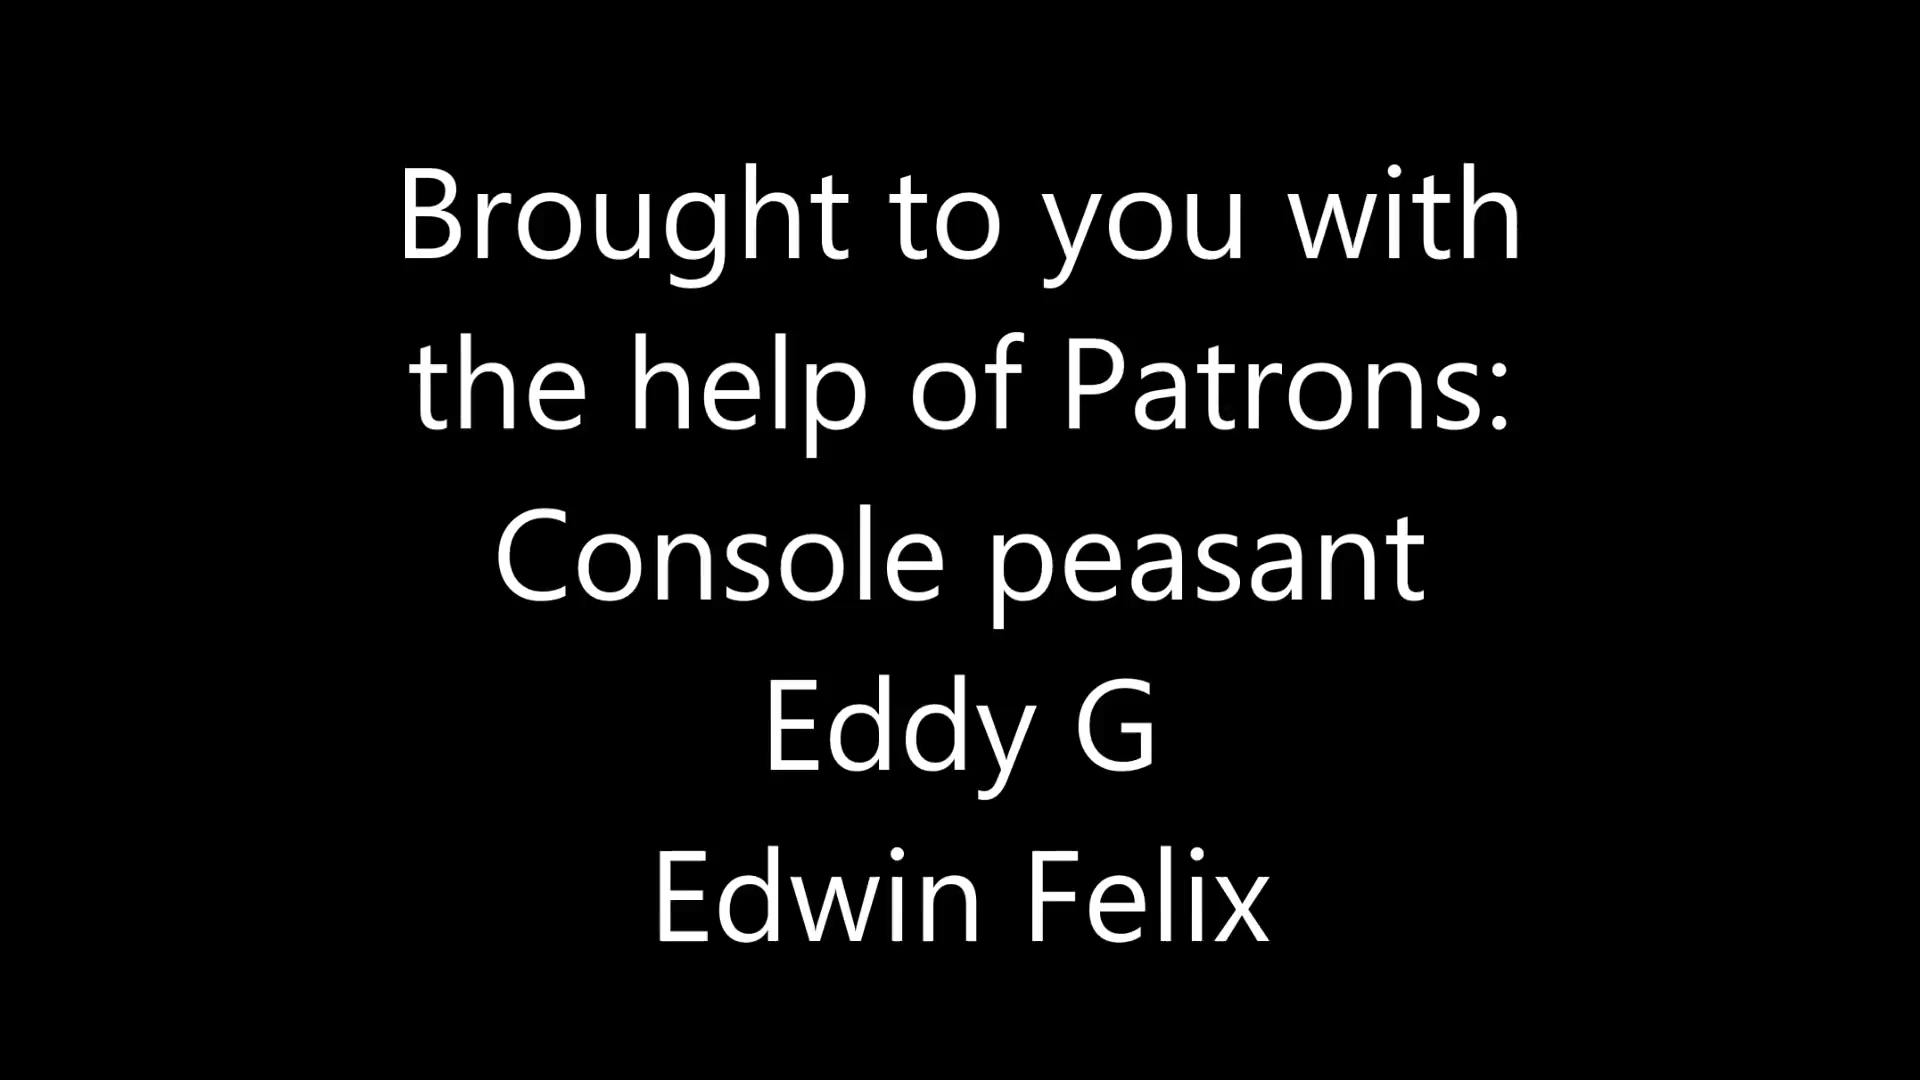 Brought to you with
the help of Patrons:
Console peasant
Eddy G
Edwin Felix